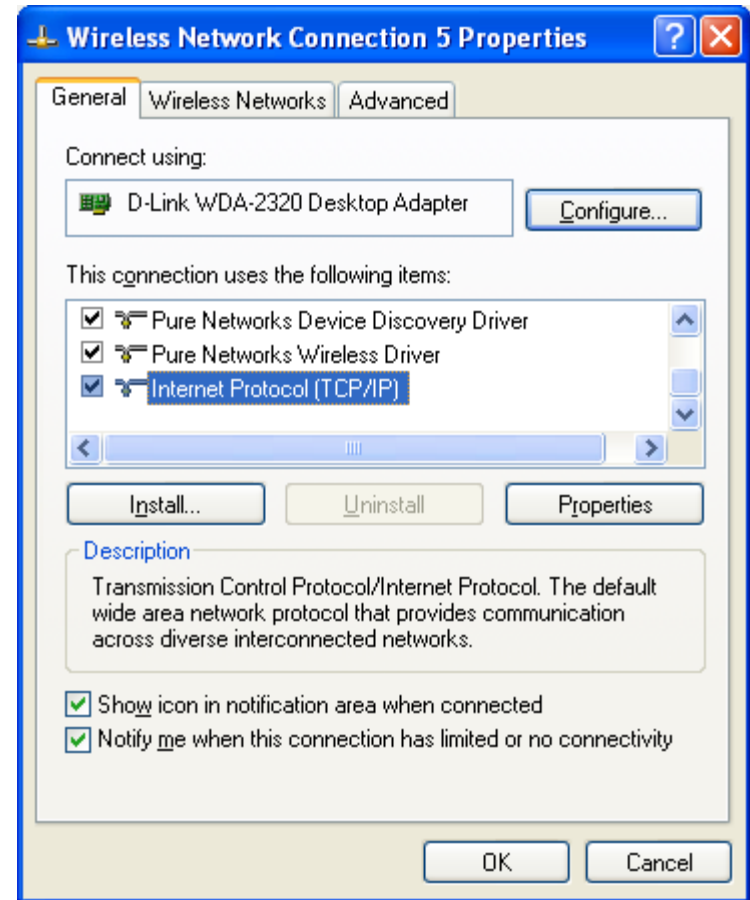 Wireless Network Connection 5 Properties
General Wireless Networks Advanced
Connect using:
D-Link WDA-2320 Desktop Adapter Configure...
This connection uses the following items:
Pure Networks Device Discovery Driver
Pure Networks Wireless Driver
Internet Protocol (TCP/IP)
Install... Uninstall Properties
Description
Transmission Control Protocol/Internet Protocol. The default
wide area network protocol that provides communication
across diverse interconnected networks.
Show icon in notification area when connected
Notify me when this connection has limited or no connectivity
OK Cancel